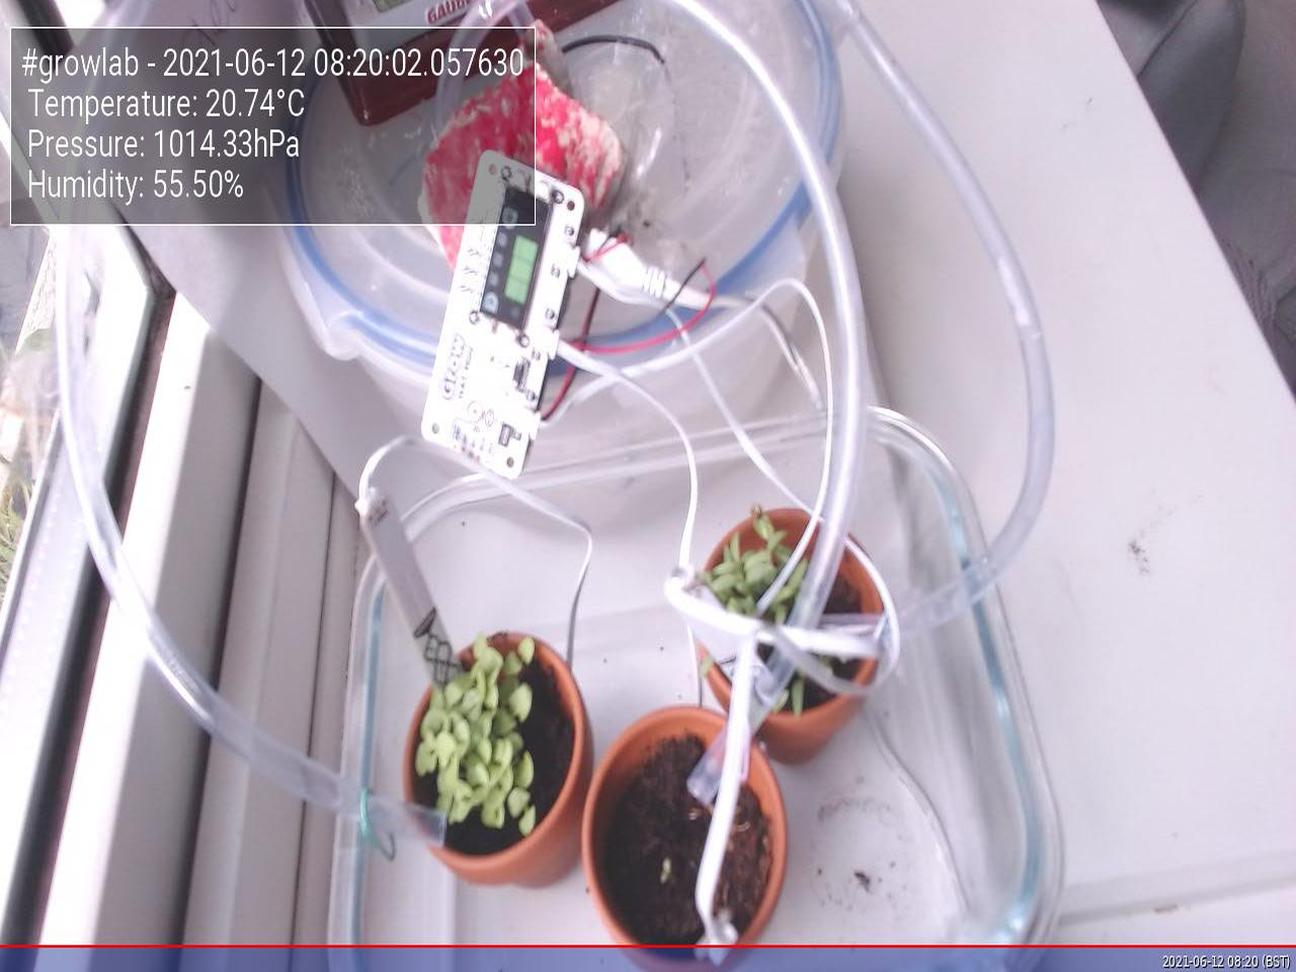 #growlab - 2021-06-12 08:20:02.057630
Temperature: 20.74°C
Pressure: 1014.33hPa
Humidity: 55.50%
2021-06-12 08:20 (BST)